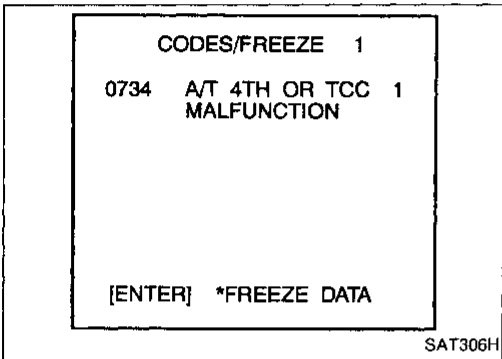 CODES/FREEZE 1
0734 A/T 4TH OR TCC 1
MALFUNCTION
[ENTER] *FREEZE DATA
SAT306H